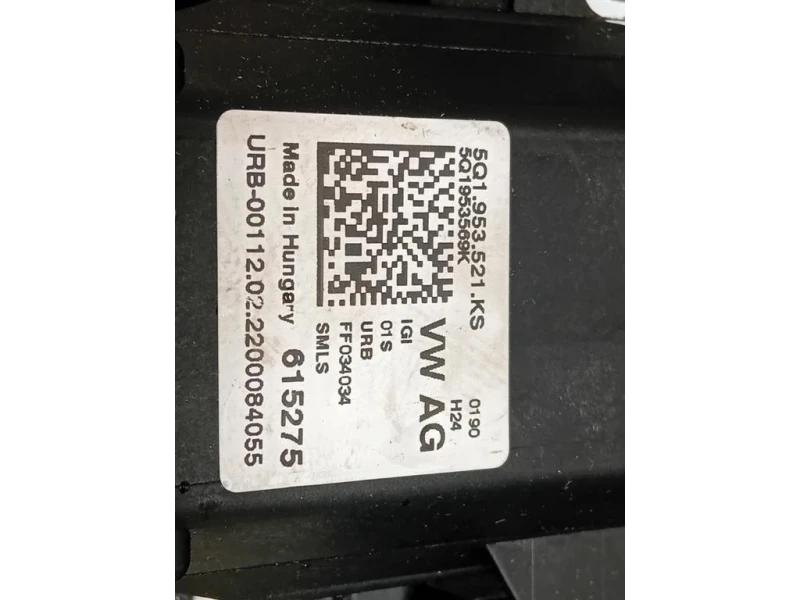 5Q1.953.521.KS
5Q1953569K
0190
H24
VW AG
IGI
01S
URB
FF034034
SMLS
Made in Hungary
615275
URB-00112.02.2200084055